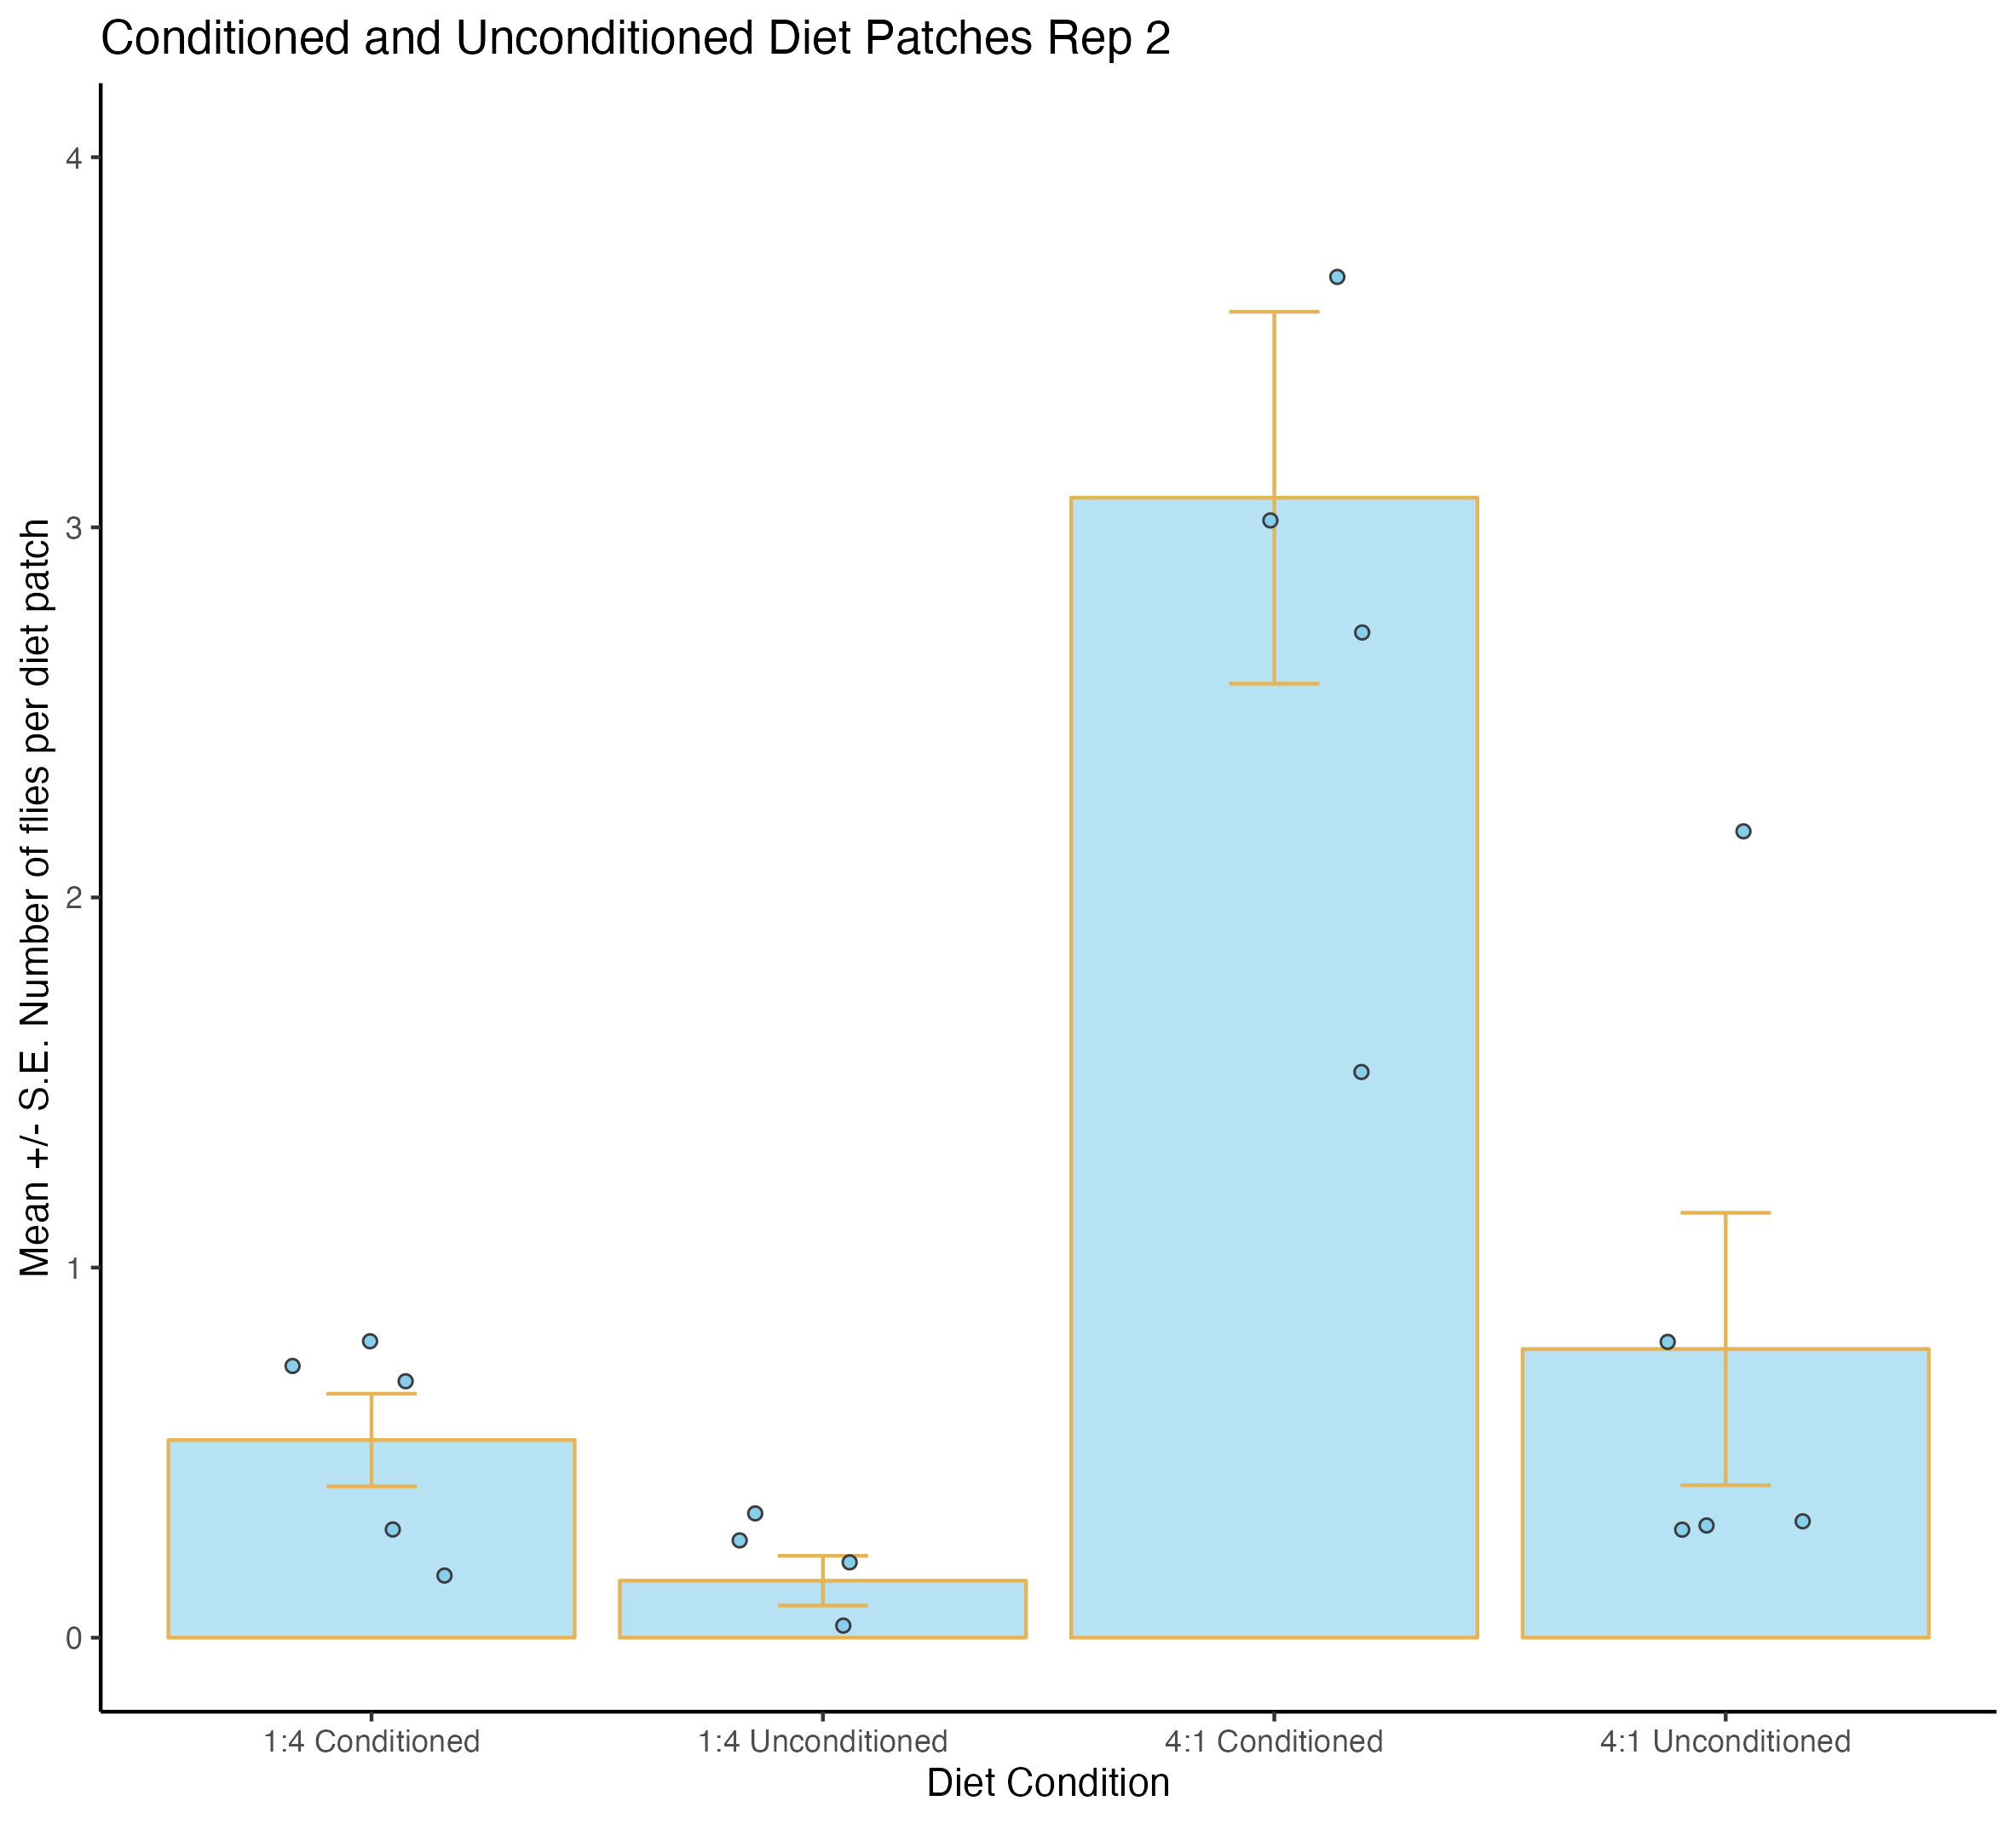 Conditioned and Unconditioned Diet Patches Rep 2
Mean +/- S.E. Number of flies per diet patch
4
3
2
1
0
1:4 Conditioned
1:4 Unconditioned
4:1 Conditioned
4:1 Unconditioned
Diet Condition